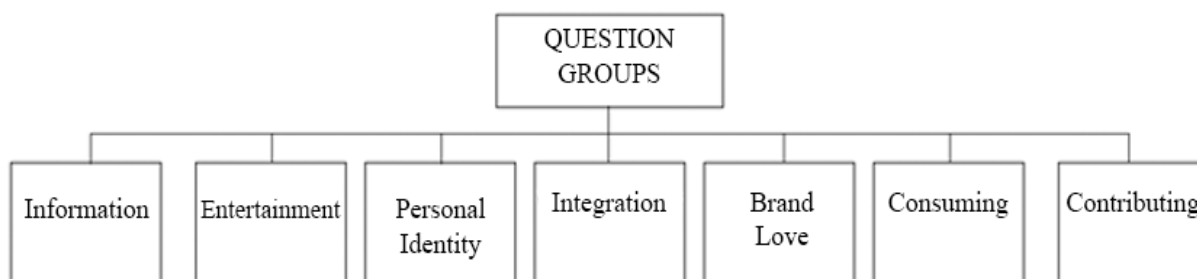 QUESTION
GROUPS
Information
Entertainment
Personal
Identity
Integration
Brand
Love
Consuming
Contributing